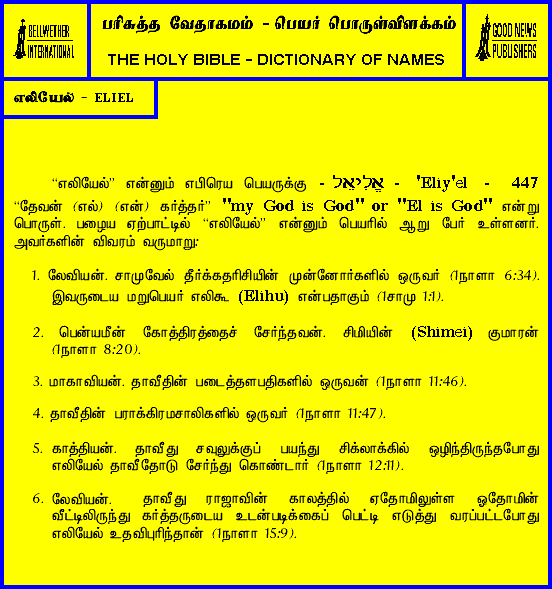 BELLWETHER
INTERNATIONAL
பரிசுத்த வேதாகமம் - பெயர் பொருள்விளக்கம்
THE HOLY BIBLE - DICTIONARY OF NAMES
GOOD NEWS
PUBLISHERS
எலியேல் - ELIEL
“எலியேல்” என்னும் எபிரெய பெயருக்கு - אֱלִיאֵל - 'Eliy'el - 447
“தேவன் (எல்) (என்) கர்த்தர்” "my God is God" or "El is God" என்று
பொருள். பழைய ஏற்பாட்டில் “எலியேல்” என்னும் பெயரில் ஆறு பேர் உள்ளனர்.
அவர்களின் விவரம் வருமாறு:
1. லேவியன். சாமுவேல் தீர்க்கதரிசியின் முன்னோர்களில் ஒருவர் (1நாளா 6:34).
இவருடைய மறுபெயர் எலிகூ (Elihu) என்பதாகும் (1சாமு 1:1).
2. பென்யமீன் கோத்திரத்தைச் சேர்ந்தவன். சிமியின் (Shimei) குமாரன்
(1நாளா 8:20).
3. மாகாவியன். தாவீதின் படைத்தளபதிகளில் ஒருவன் (1நாளா 11:46).
4. தாவீதின் பராக்கிரமசாலிகளில் ஒருவர் (1நாளா 11:47).
5. காத்தியன். தாவீது சவுலுக்குப் பயந்து சிக்லாக்கில் ஒழிந்திருந்தபோது
எலியேல் தாவீதோடு சேர்ந்து கொண்டார் (1நாளா 12:11).
6. லேவியன். தாவீது ராஜாவின் காலத்தில் ஏதோமிலுள்ள ஒதோமின்
வீட்டிலிருந்து கர்த்தருடைய உடன்படிக்கைப் பெட்டி எடுத்து வரப்பட்டபோது
எலியேல் உதவிபுரிந்தான் (1நாளா 15:9).